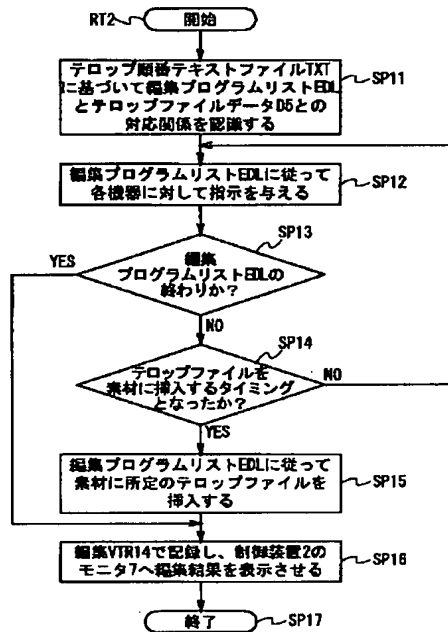 RT2
開始
テロップ順番テキストファイルTXT
に基づいて編集プログラムリストEDL
とテロップファイルデータD5との
対応関係を認識する
SP11
編集プログラムリストEDLに従って
各機器に対して指示を与える
SP12
SP13
YES
編集
プログラムリストEDLの
終わりか?
NO
SP14
テロップファイルを
素材に挿入するタイミング
となったか?
NO
YES
編集プログラムリストEDLに従って
素材に所定のテロップファイルを
挿入する
SP15
編集VTR14で記録し、制御装置2の
モニタ7へ編集結果を表示させる
SP16
終了
SP17